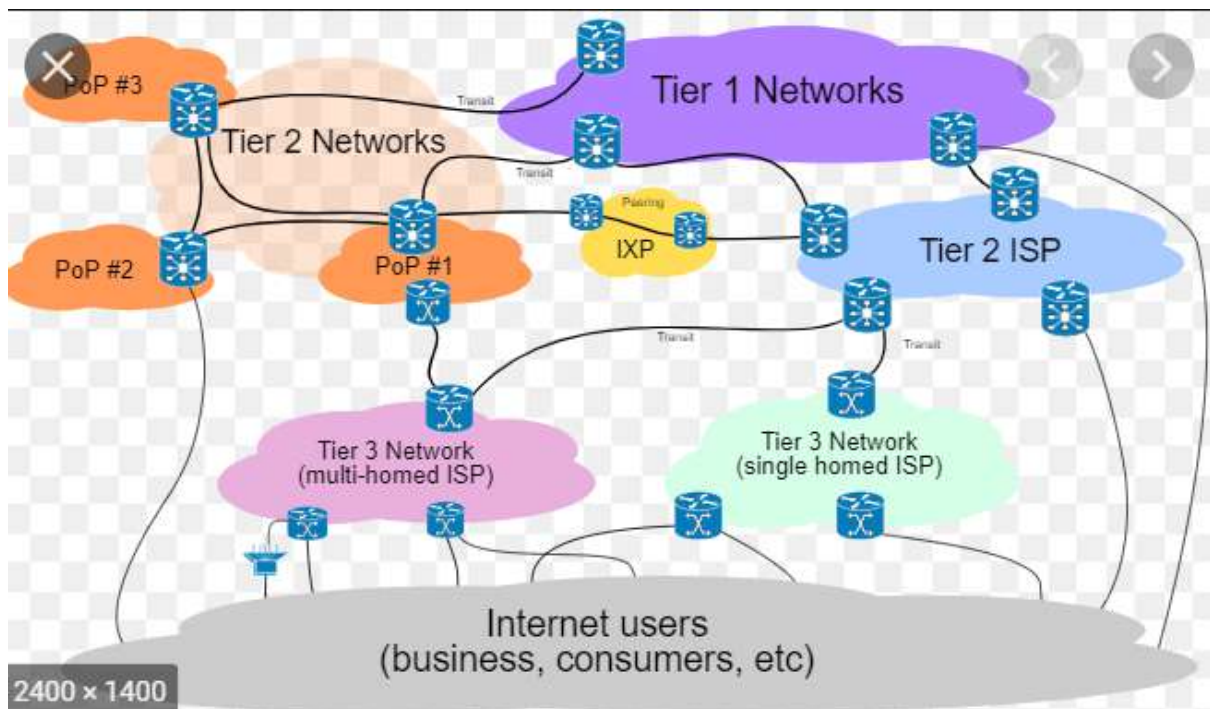 PoP #3
Transit
Tier 1 Networks
Tier 2 Networks
Transit
Peering
IXP
Tier 2 ISP
PoP #2
PoP #1
Transit
Transit
Tier 3 Network
(multi-homed ISP)
Tier 3 Network
(single homed ISP)
Internet users
(business, consumers, etc)
2400 × 1400